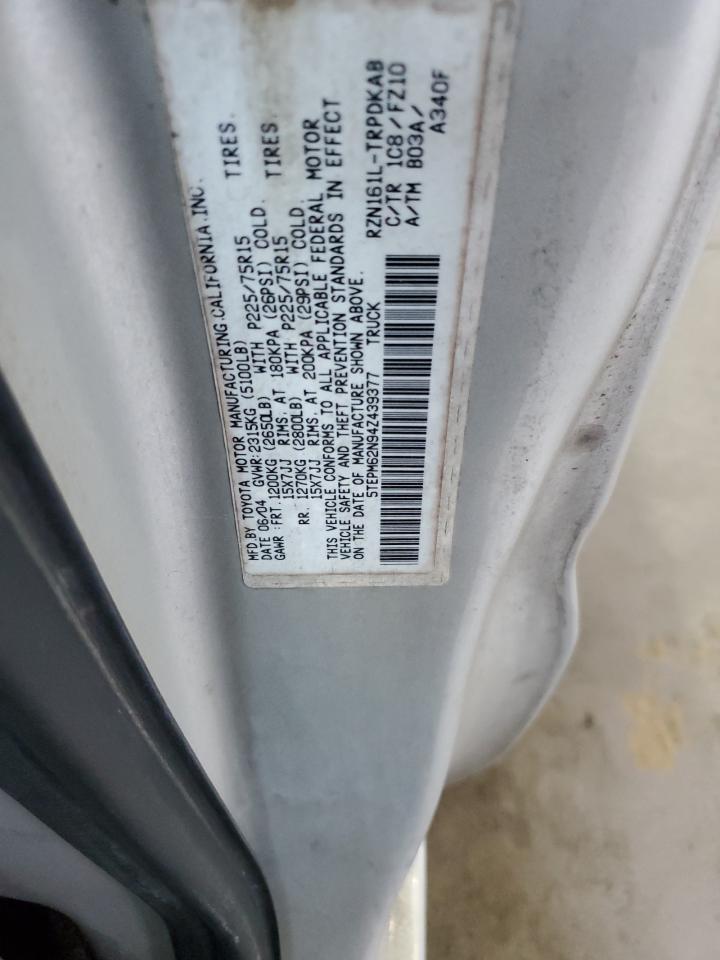 MFD.BY TOYOTA MOTOR MANUFACTURING.CALIFORNIA.INC.
DATE 06/04 GVWR:2315KG (5100LB)
GAWR :FRT.1200KG (2650LB) WITH P225/75R15 TIRES.
15X7JJ RIMS. AT 180KPA (26PSI) COLD.
RR. 1270KG (2800LB) WITH P225/75R15 TIRES.
15X7JJ RIMS. AT 200KPA (29PSI) COLD.
THIS VEHICLE CONFORMS TO ALL APPLICABLE FEDERAL MOTOR
VEHICLE SAFETY AND THEFT PREVENTION STANDARDS IN EFFECT
ON THE DATE OF MANUFACTURE SHOWN ABOVE.
5TEPM62N94Z439377 TRUCK
RZN161L-TRPDKAB
C/TR 1C8/FZ10
A/TM B03A/
A340F